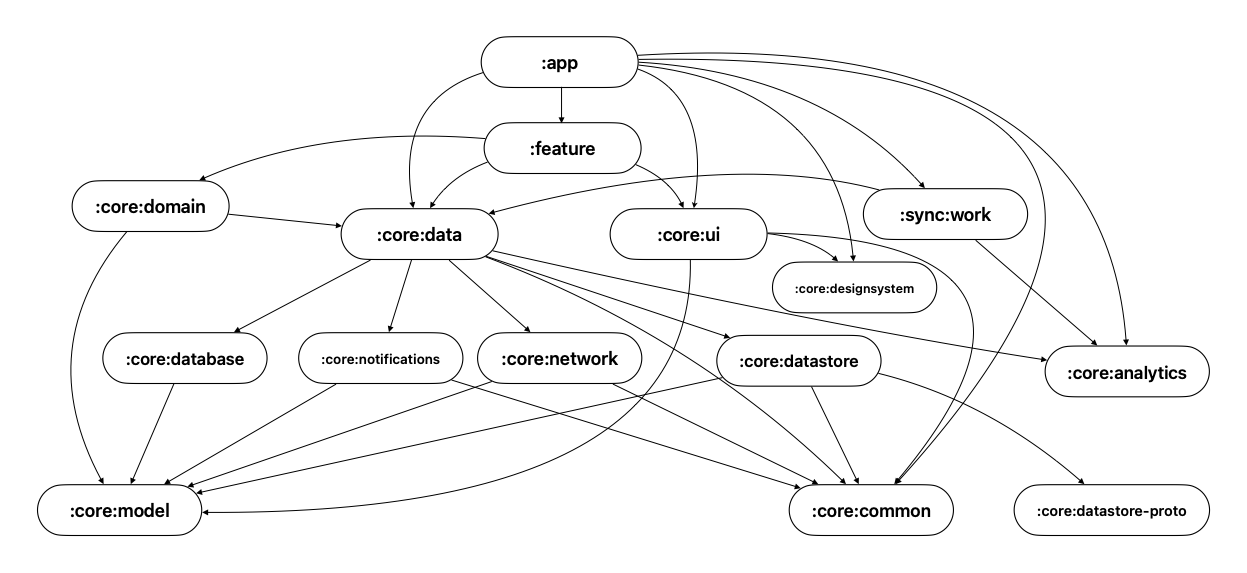 :app
:feature
:core:domain
:core:data
:core:ui
:sync:work
:core:designsystem
:core:database
:core:notifications
:core:network
:core:datastore
:core:analytics
:core:model
:core:common
:core:datastore-proto